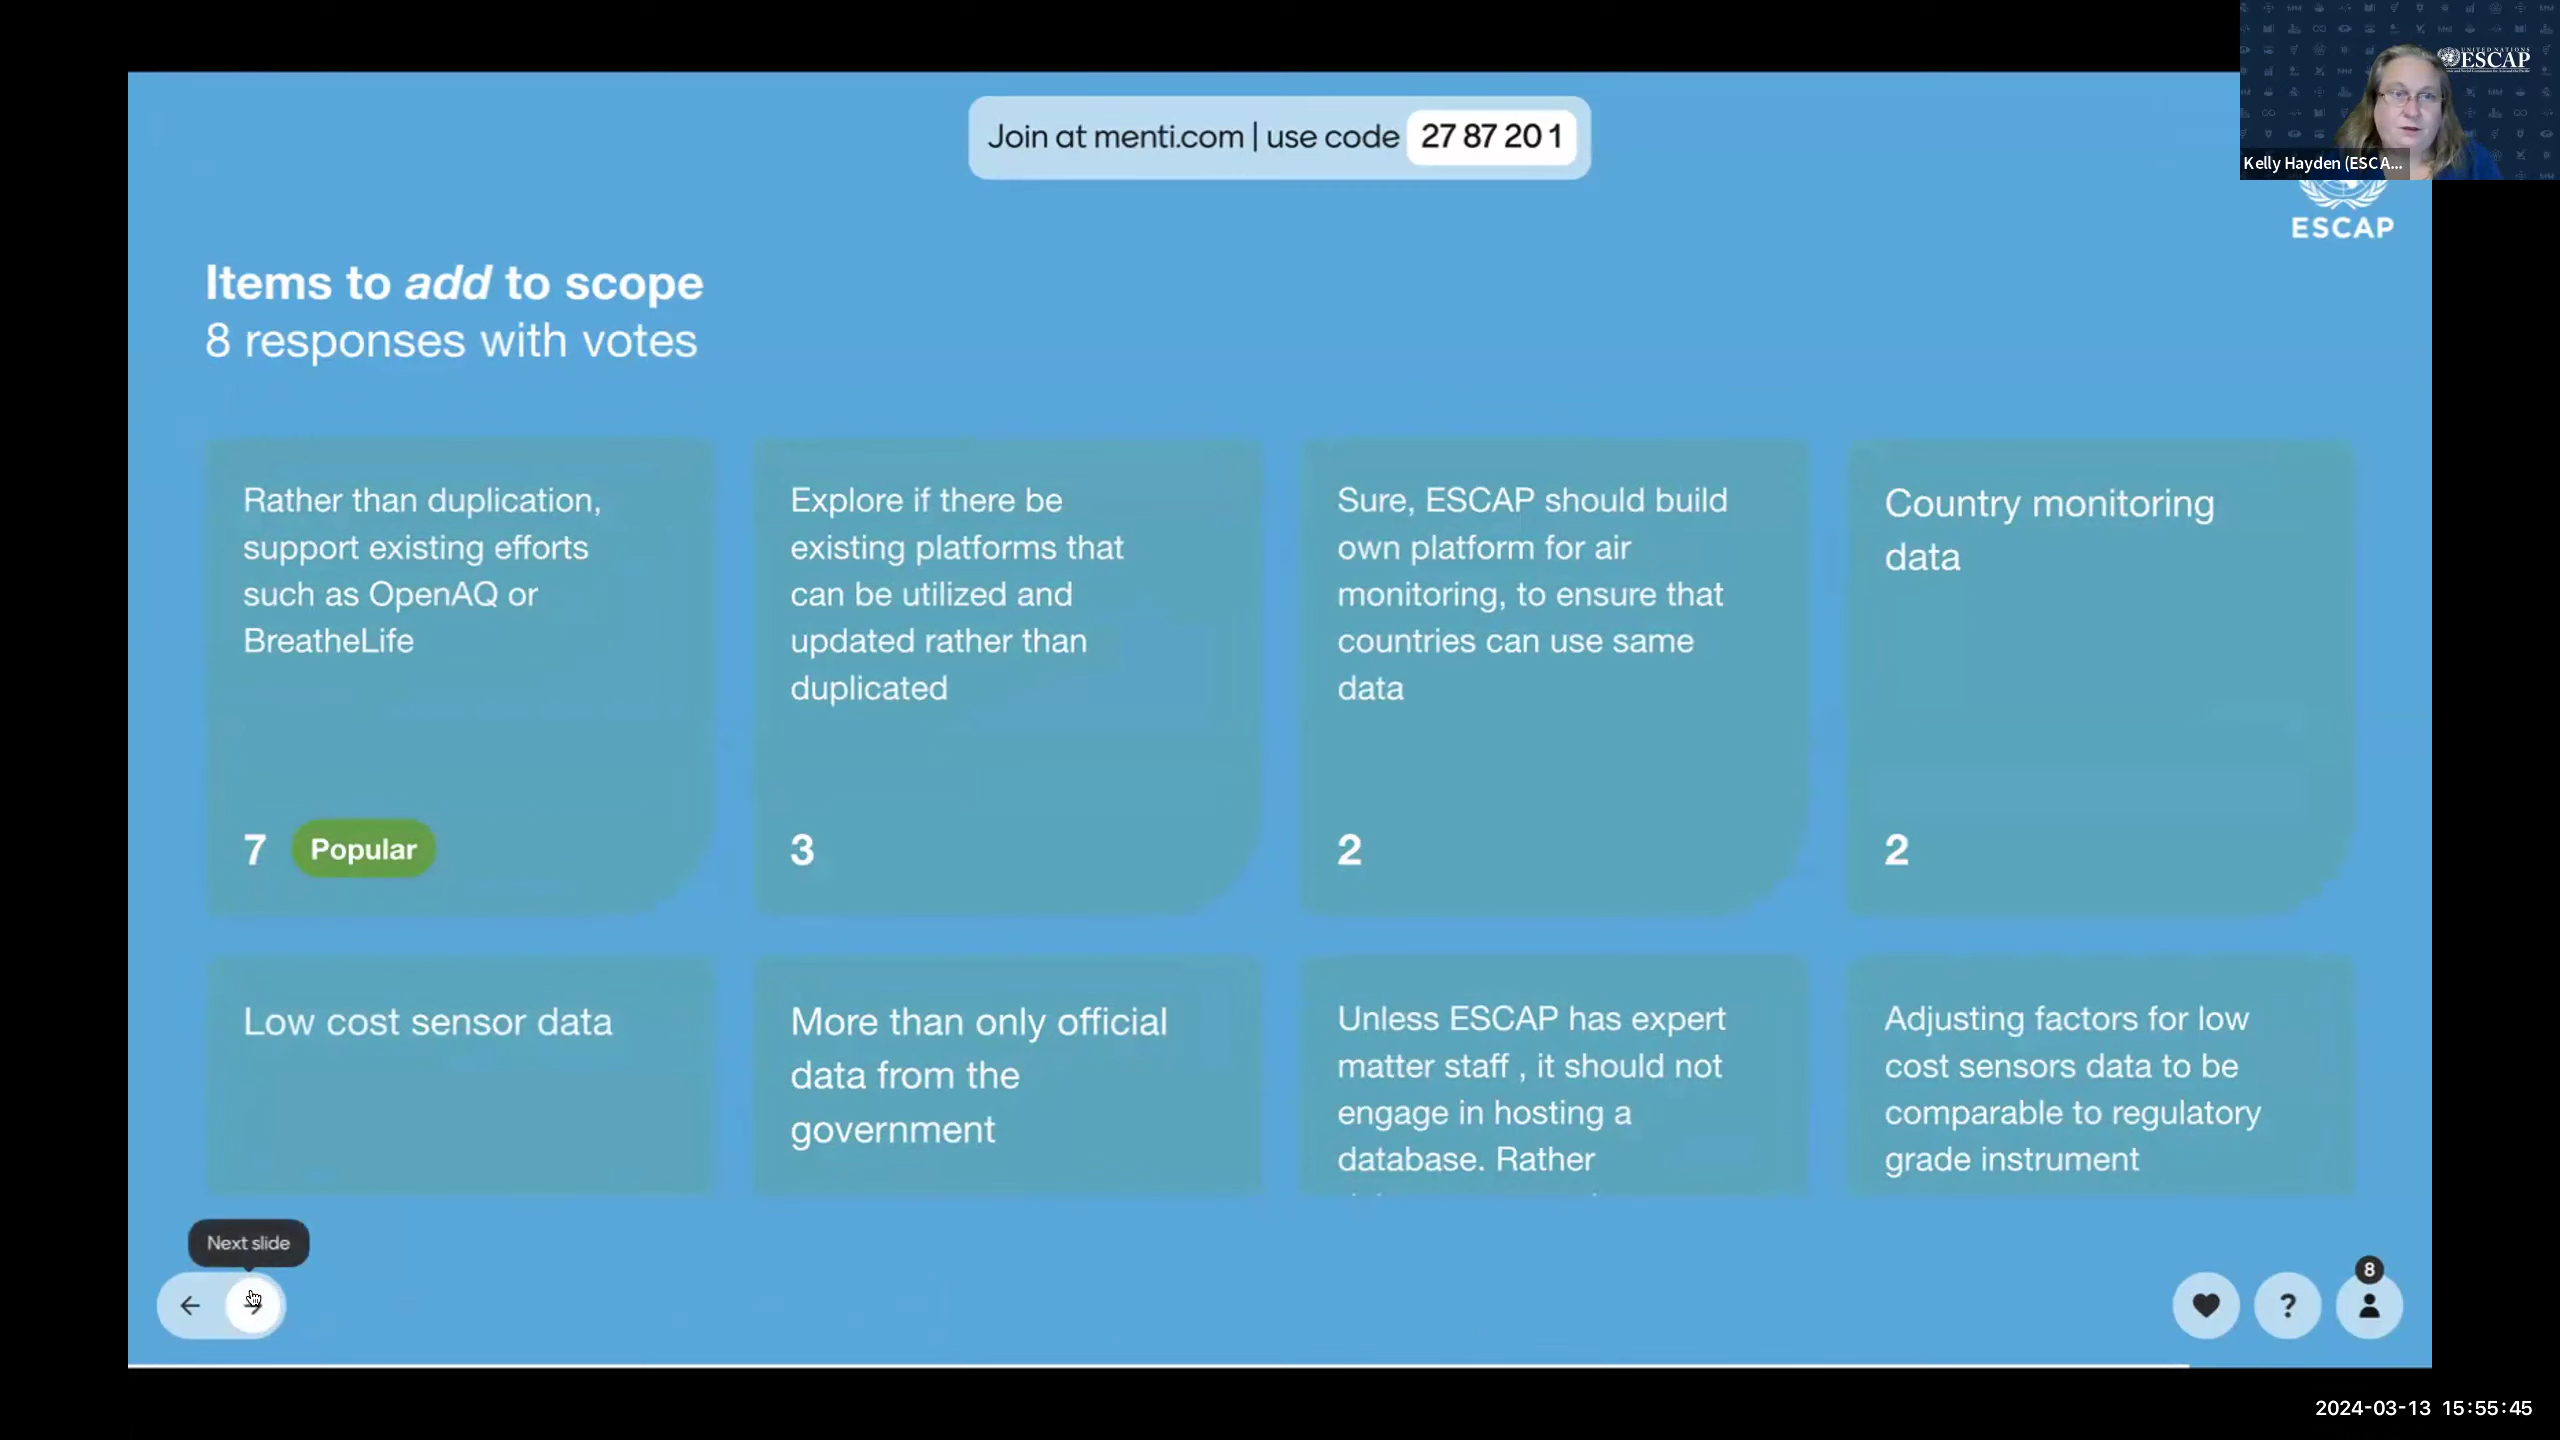 Join at menti.com | use code 27 87 20 1
UNITED NATIONS
ESCAP
Kelly Hayden (ESCA...
ESCAP
Items to add to scope
8 responses with votes
Rather than duplication,
support existing efforts
such as OpenAQ or
BreatheLife
7 Popular
Explore if there be
existing platforms that
can be utilized and
updated rather than
duplicated
3
Sure, ESCAP should build
own platform for air
monitoring, to ensure that
countries can use same
data
2
Country monitoring
data
2
Low cost sensor data
More than only official
data from the
government
Unless ESCAP has expert
matter staff , it should not
engage in hosting a
database. Rather
Adjusting factors for low
cost sensors data to be
comparable to regulatory
grade instrument
Next slide
8
?
2024-03-13 15:55:45